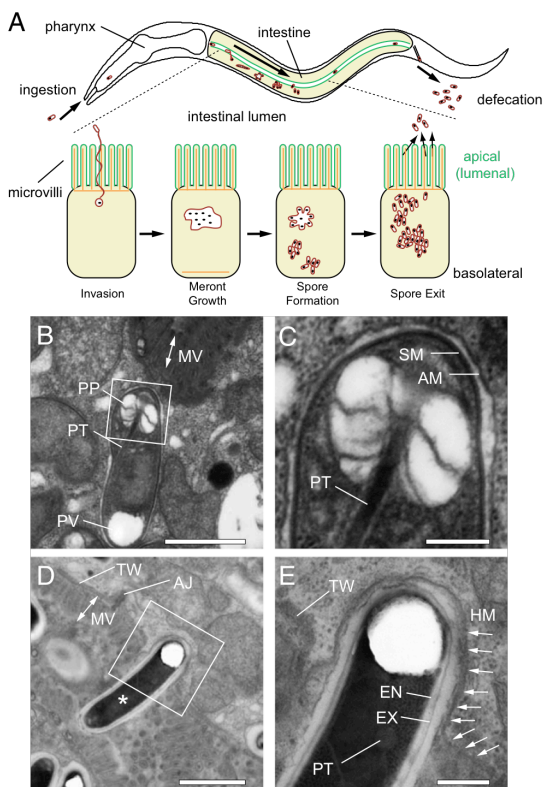 A
pharynx
intestine
ingestion
intestinal lumen
defecation
apical
(lumenal)
microvilli
basolateral
Invasion
Meront
Growth
Spore
Formation
Spore Exit
B
MV
PP
PT
PV
C
SM
AM
PT
D
TW
AJ
MV
*
E
TW
HM
EN
EX
PT